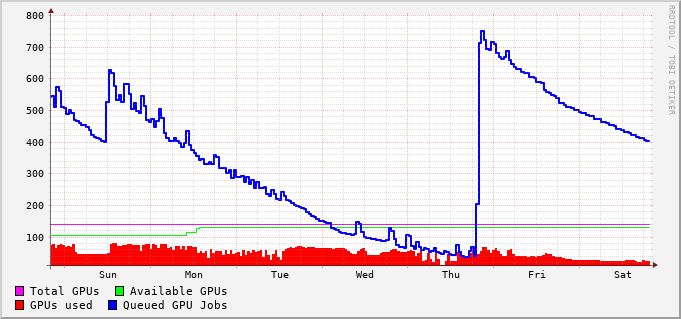 800
700
600
500
400
300
200
100
Sun Mon Tue Wed Thu Fri Sat
Total GPUs Available GPUs
GPUs used Queued GPU Jobs
RRDTOOL / TOBI OETIKER